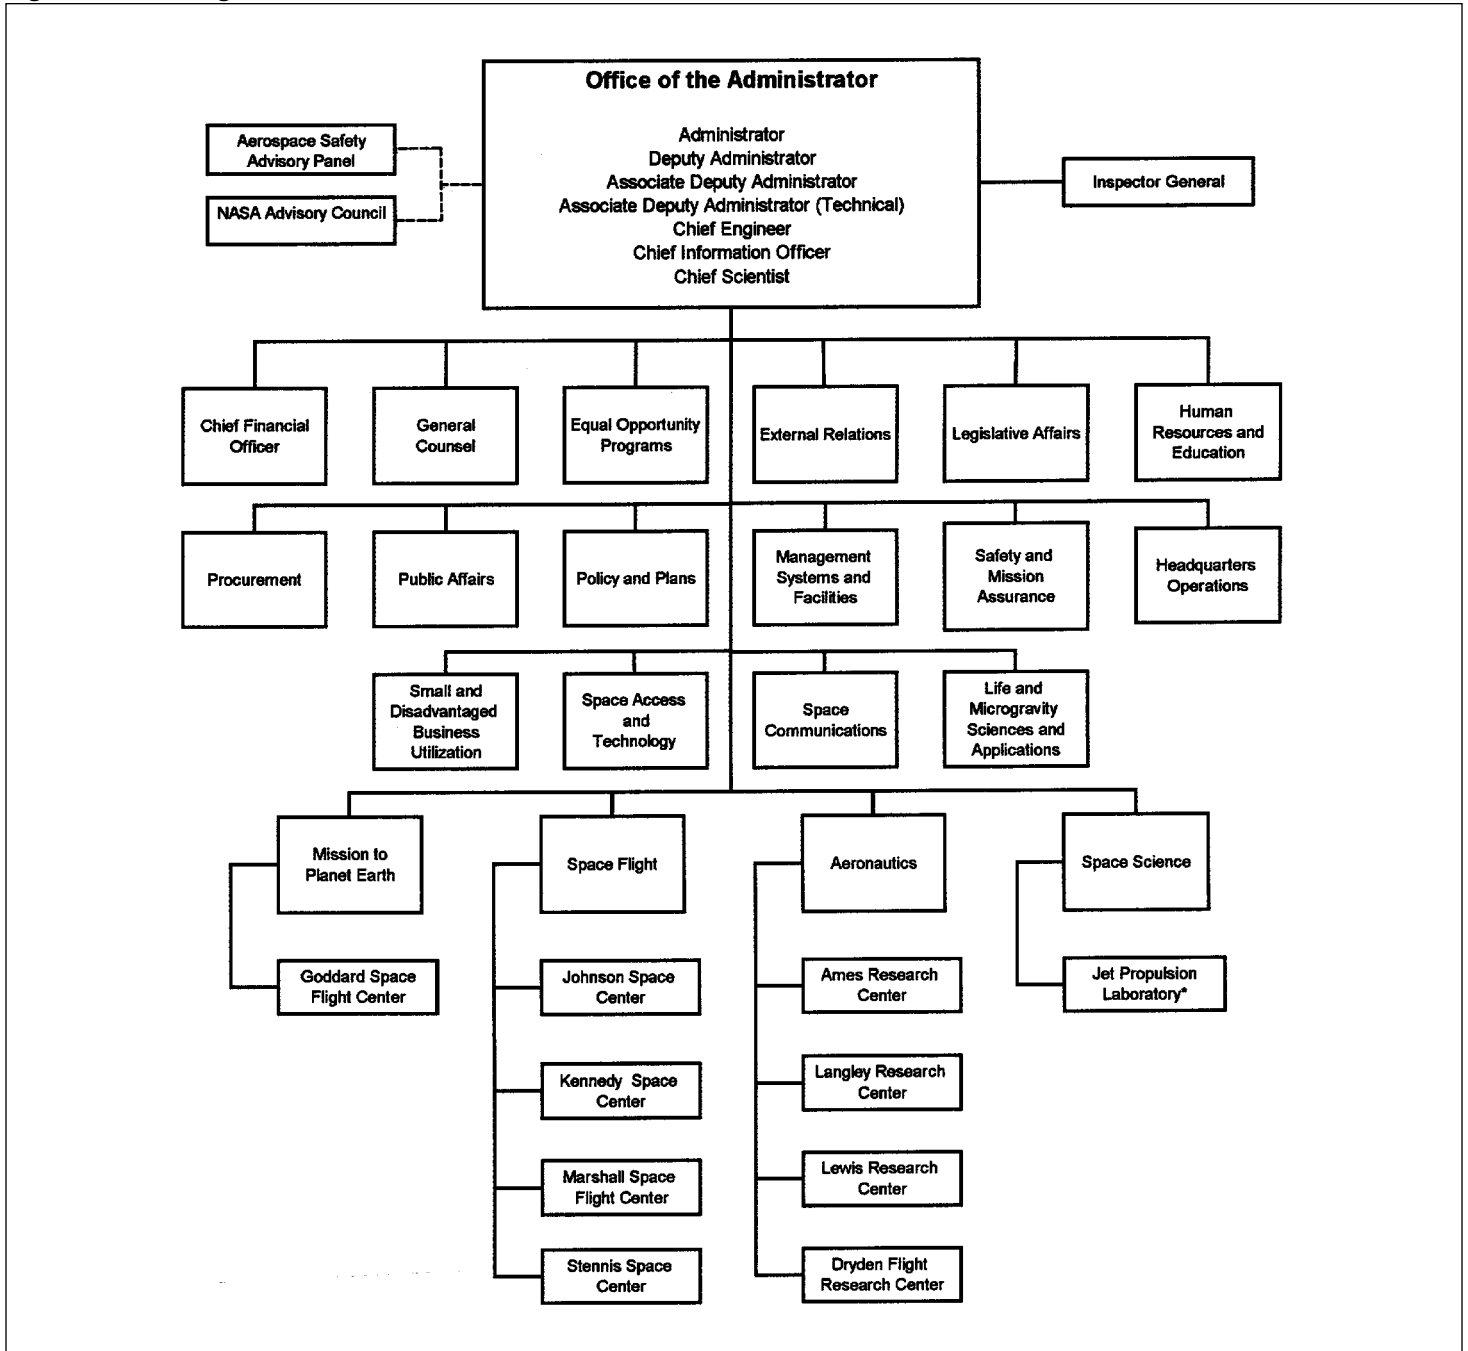 Office of the Administrator
Administrator
Deputy Administrator
Associate Deputy Administrator
Associate Deputy Administrator (Technical)
Chief Engineer
Chief Information Officer
Chief Scientist
Aerospace Safety
Advisory Panel
NASA Advisory Council
Inspector General
Chief Financial
Officer
General
Counsel
Equal Opportunity
Programs
External Relations
Legislative Affairs
Human
Resources and
Education
Procurement
Public Affairs
Policy and Plans
Management
Systems and
Facilities
Safety and
Mission
Assurance
Headquarters
Operations
Small and
Disadvantaged
Business
Utilization
Space Access
and
Technology
Space
Communications
Life and
Microgravity
Sciences and
Applications
Mission to
Planet Earth
Space Flight
Aeronautics
Space Science
Goddard Space
Flight Center
Johnson Space
Center
Ames Research
Center
Jet Propulsion
Laboratory*
Kennedy Space
Center
Langley Research
Center
Marshall Space
Flight Center
Lewis Research
Center
Stennis Space
Center
Dryden Flight
Research Center